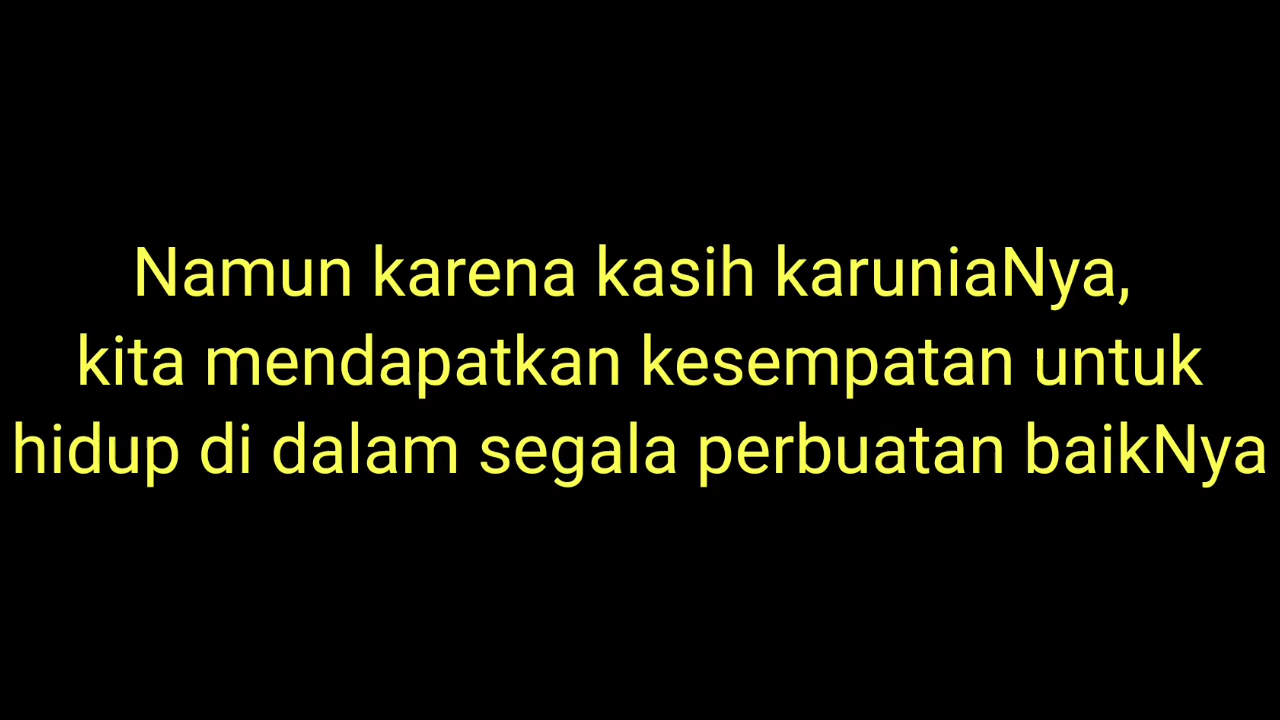 Namun karena kasih karuniaNya,
kita mendapatkan kesempatan untuk
hidup di dalam segala perbuatan baikNya